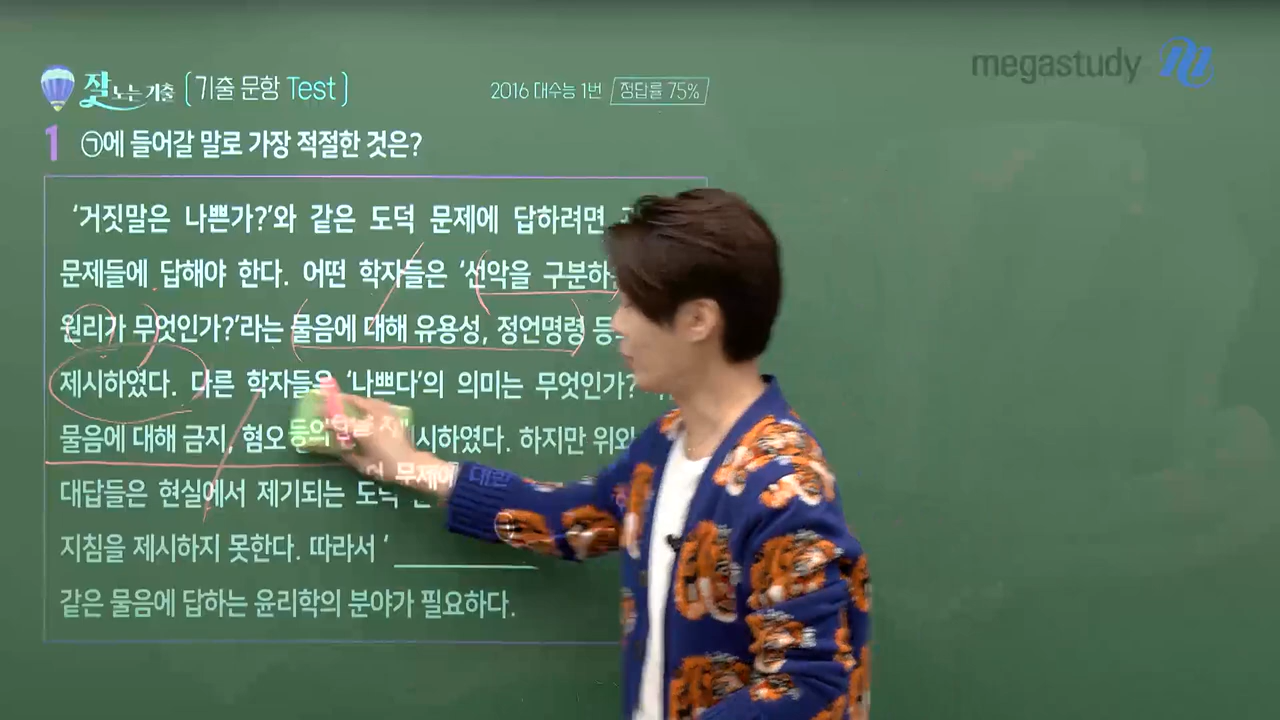 megastudy
잘 노는 기출 [기출 문항 Test]
2016 대수능 1번 정답률 75%
1 ㉠에 들어갈 말로 가장 적절한 것은?
‘거짓말은 나쁜가?’와 같은 도덕 문제에 답하려면
문제들에 답해야 한다. 어떤 학자들은 ‘선악을 구분하는
원리가 무엇인가?’라는 물음에 대해 유용성, 정언명령
제시하였다. 다른 학자들은 ‘나쁘다’의 의미는 무엇인가?
물음에 대해 금지, 혐오 등의 시하였다. 하지만 위와
대답들은 현실에서 제기되는 도덕 문제에 대한
지침을 제시하지 못한다. 따라서 ‘
같은 물음에 답하는 윤리학의 분야가 필요하다.